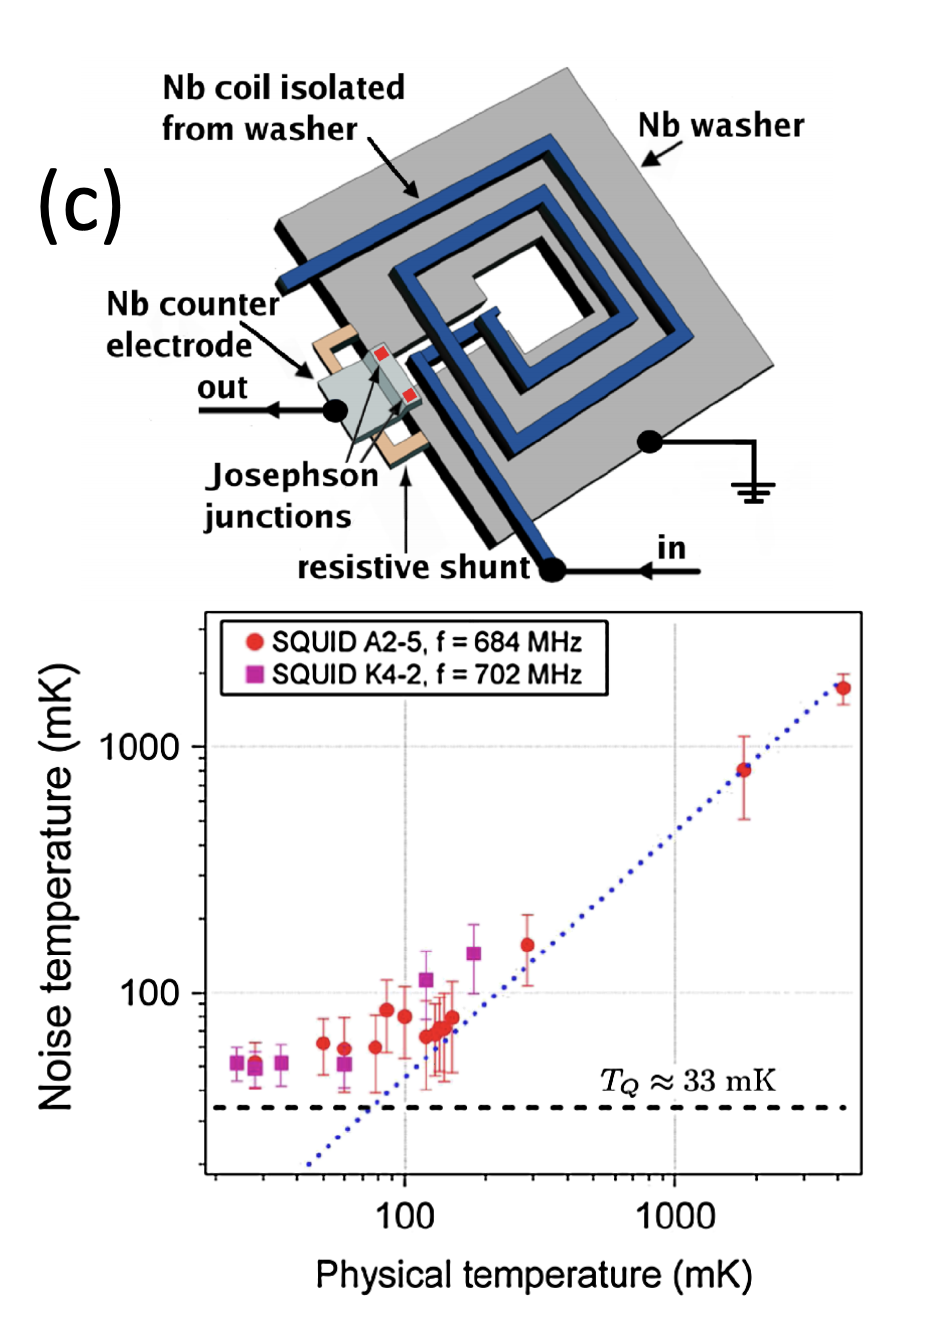 (c)
Nb coil isolated
from washer
Nb washer
Nb counter
electrode
out
Josephson
junctions
resistive shunt
in
SQUID A2-5, f = 684 MHz
SQUID K4-2, f = 702 MHz
Noise temperature (mK)
1000
100
T_Q ≈ 33 mK
100
1000
Physical temperature (mK)